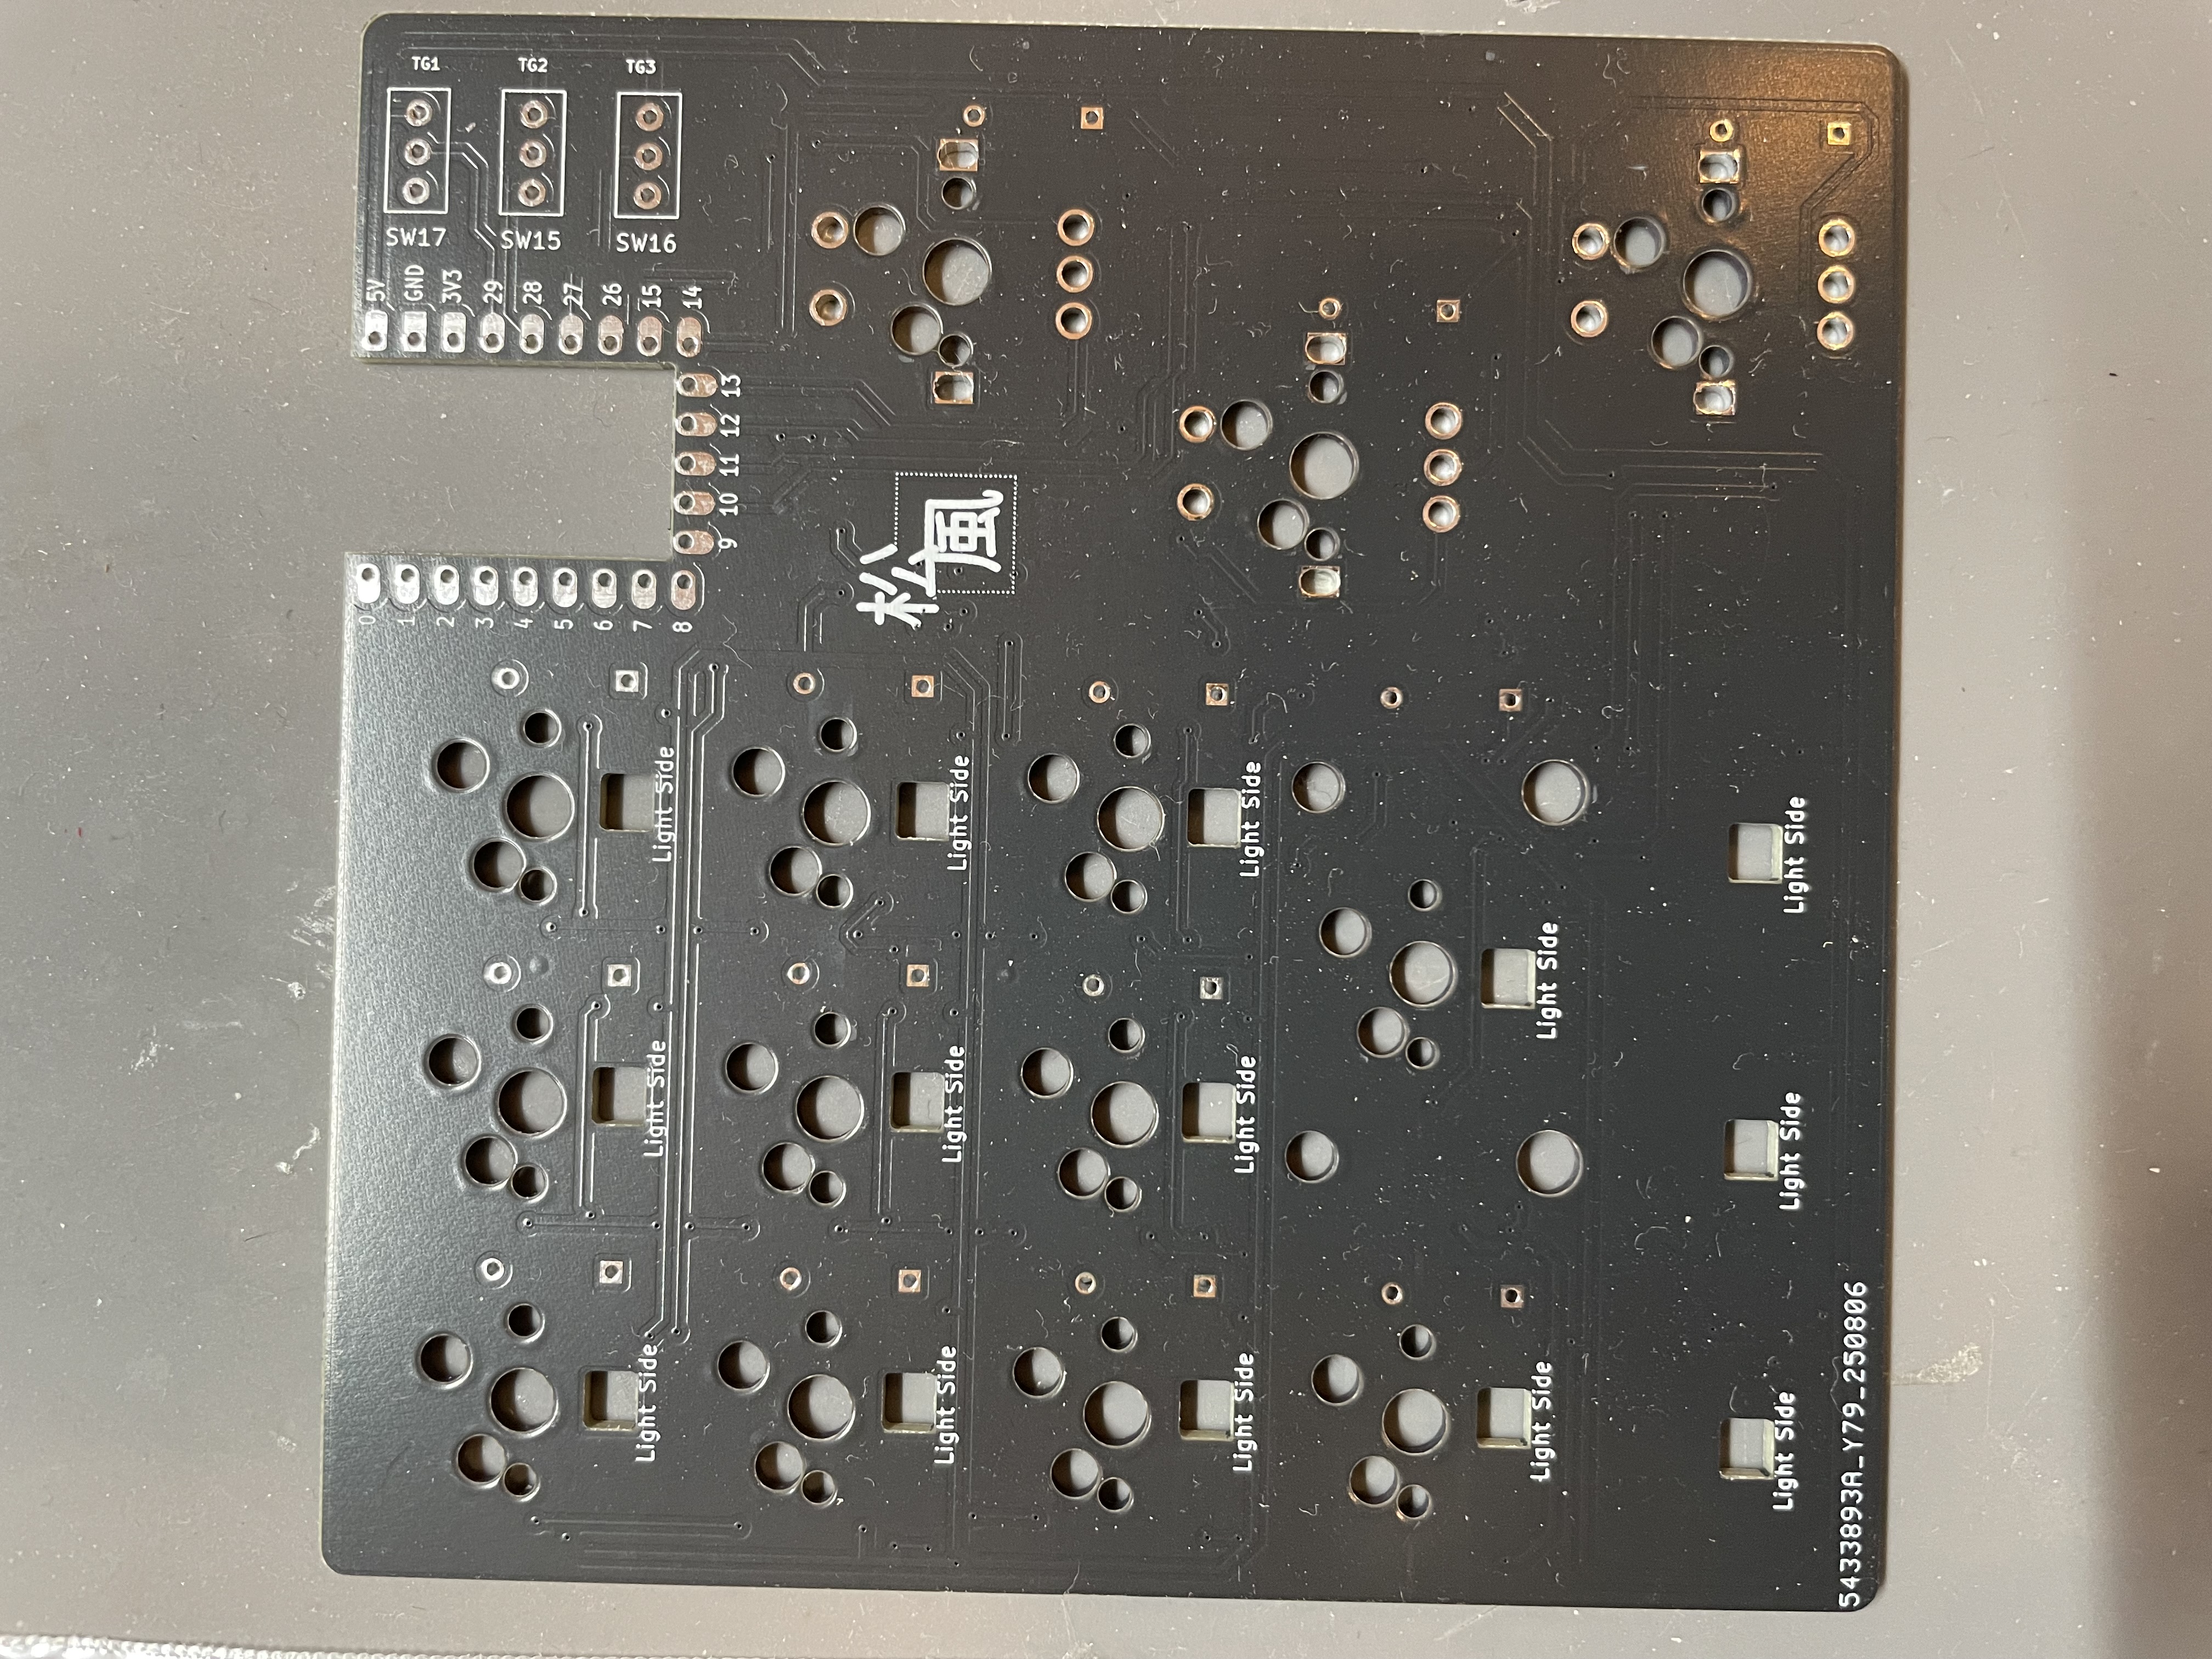 0
1
2
3
4
5
6
7
8
9 10 11 12 13
5V
GND
3V3
29
28
27
26
15
14
SW17
TG1
SW15
TG2
SW16
TG3
Light Side
Light Side
Light Side
松
風
Light Side
Light Side
Light Side
Light Side
Light Side
Light Side
Light Side
Light Side
Light Side
Light Side
Light Side
5433893A_Y79_250806